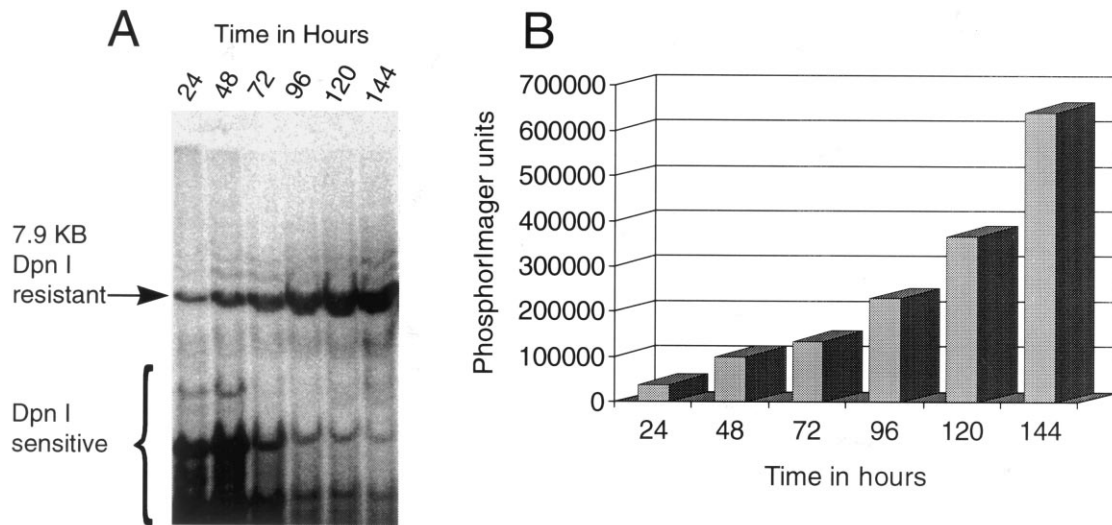 A
Time in Hours
24 48 72 96 120 144
7.9 KB
Dpn I
resistant
Dpn I
sensitive
B
PhosphorImager units
700000
600000
500000
400000
300000
200000
100000
0
24 48 72 96 120 144
Time in hours